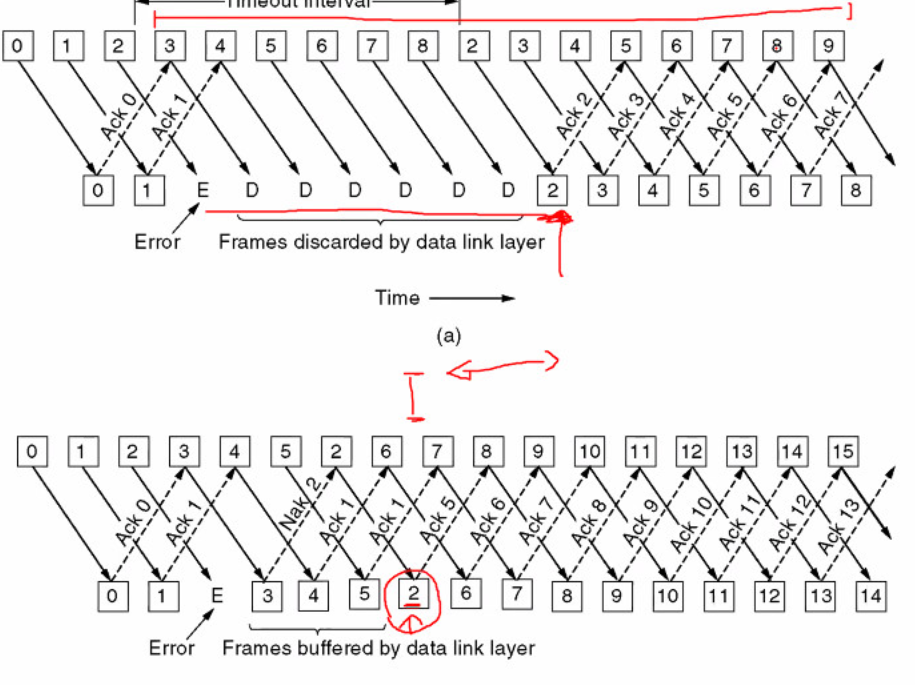 Timeout interval
0 1 2 3 4 5 6 7 8 2 3 4 5 6 7 8 9
Ack 0 Ack 1 Ack 2 Ack 3 Ack 4 Ack 5 Ack 6 Ack 7
0 1 E D D D D D D 2 3 4 5 6 7 8
Error Frames discarded by data link layer
Time
(a)
0 1 2 3 4 5 2 6 7 8 9 10 11 12 13 14 15
Ack 0 Ack 1 Nak 2 Ack 1 Ack 1 Ack 5 Ack 6 Ack 7 Ack 8 Ack 9 Ack 10 Ack 11 Ack 12 Ack 13
0 1 E 3 4 5 2 6 7 8 9 10 11 12 13 14
Error Frames buffered by data link layer